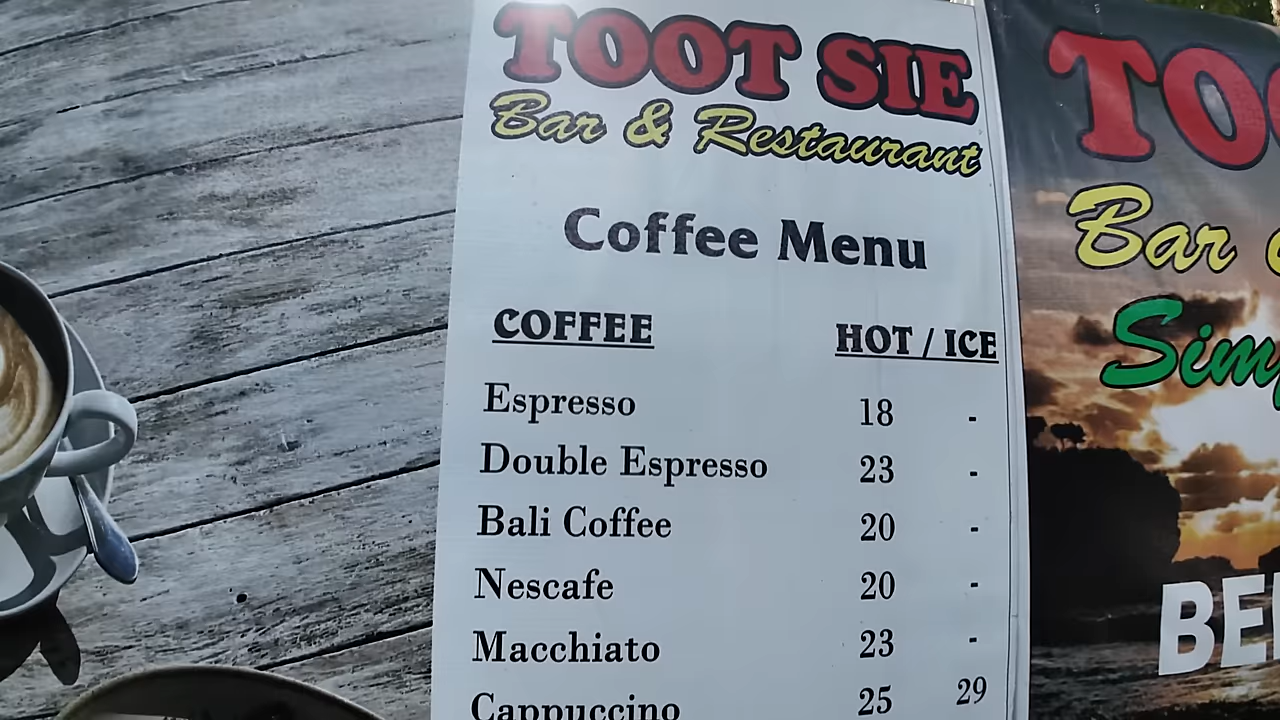 TOOT SIE
Bar & Restaurant
Coffee Menu
COFFEE HOT / ICE
Espresso 18 -
Double Espresso 23 -
Bali Coffee 20 -
Nescafe 20 -
Macchiato 23 -
Cappuccino 25 29
TOO
Bar
Sim
BE